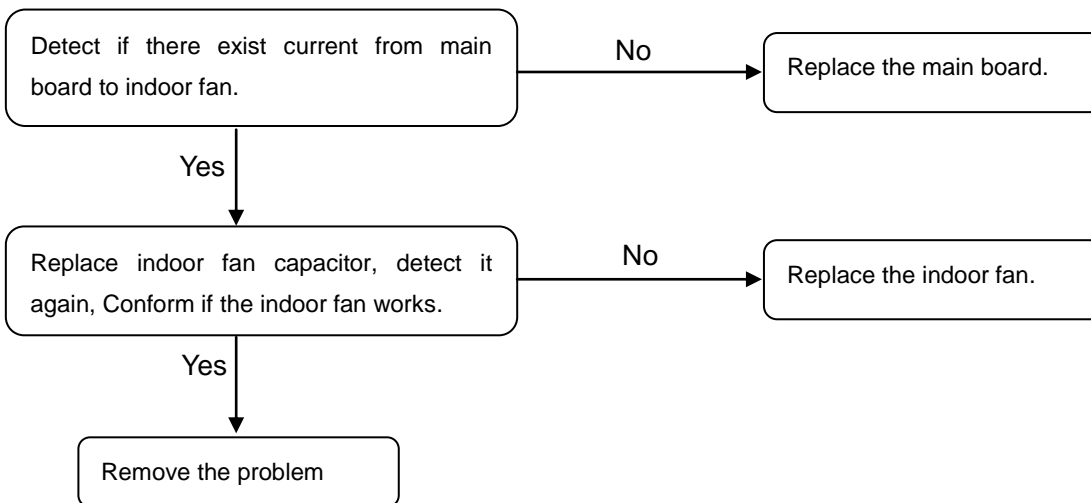 Detect if there exist current from main
board to indoor fan.
No
Replace the main board.
Yes
Replace indoor fan capacitor, detect it
again, Conform if the indoor fan works.
No
Replace the indoor fan.
Yes
Remove the problem